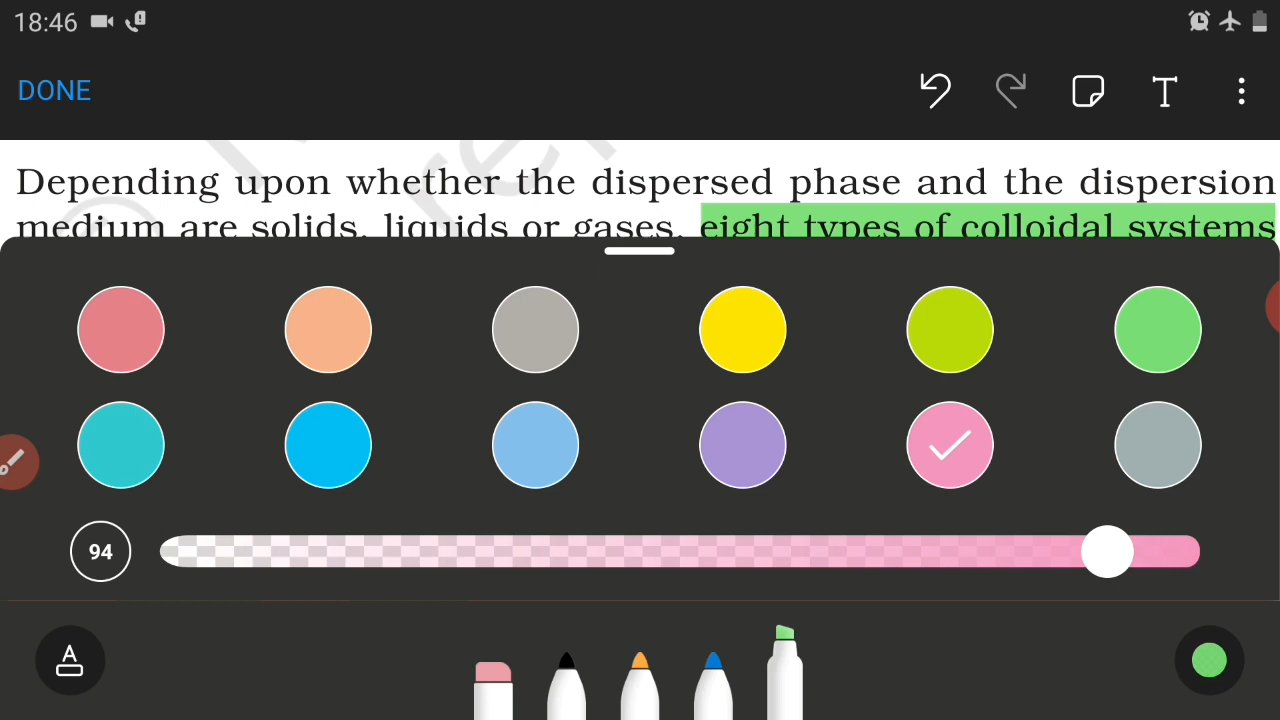 18:46
DONE
T
Depending upon whether the dispersed phase and the dispersion
medium are solids, liquids or gases, eight types of colloidal systems
94
A